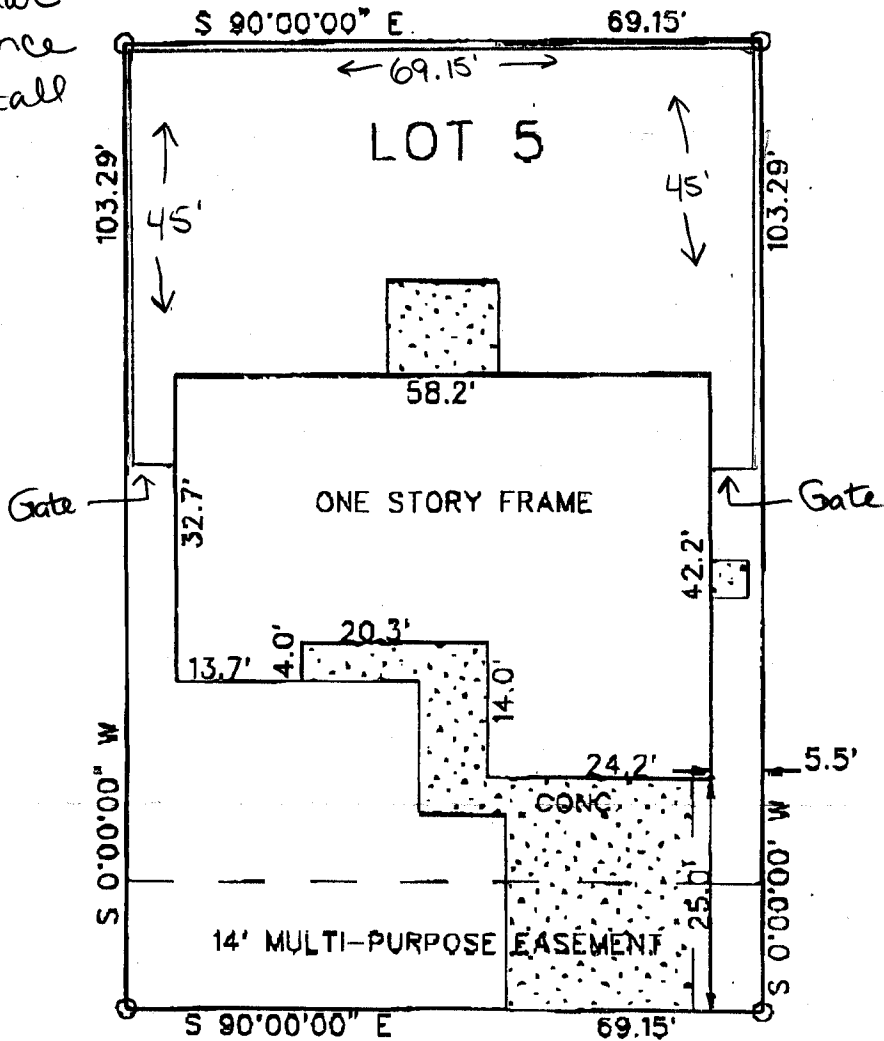 ence
tall
S 90°00'00" E 69.15'
69.15'
LOT 5
103.29'
45'
45'
103.29'
58.2'
Gate
32.7'
ONE STORY FRAME
Gate
42.2'
20.3'
4.0'
13.7'
14.0'
24.2'
5.5'
CONC.
S 0°00'00" W
25.0'
S 0°00'00" W
14' MULTI-PURPOSE EASEMENT
S 90°00'00" E 69.15'